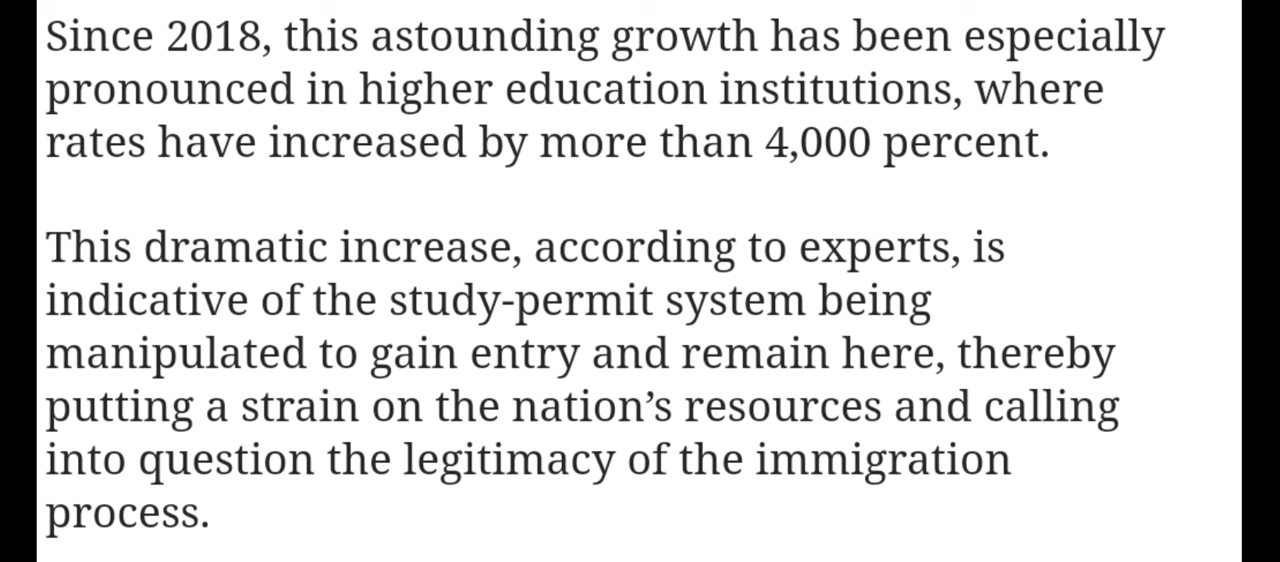 Since 2018, this astounding growth has been especially
pronounced in higher education institutions, where
rates have increased by more than 4,000 percent.
This dramatic increase, according to experts, is
indicative of the study-permit system being
manipulated to gain entry and remain here, thereby
putting a strain on the nation’s resources and calling
into question the legitimacy of the immigration
process.